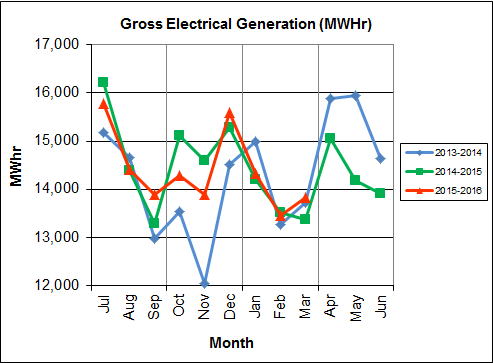 Gross Electrical Generation (MWHr)
17,000
16,000
15,000
14,000
13,000
12,000
MWhr
Jul
Aug
Sep
Oct
Nov
Dec
Jan
Feb
Mar
Apr
May
Jun
Month
2013-2014
2014-2015
2015-2016